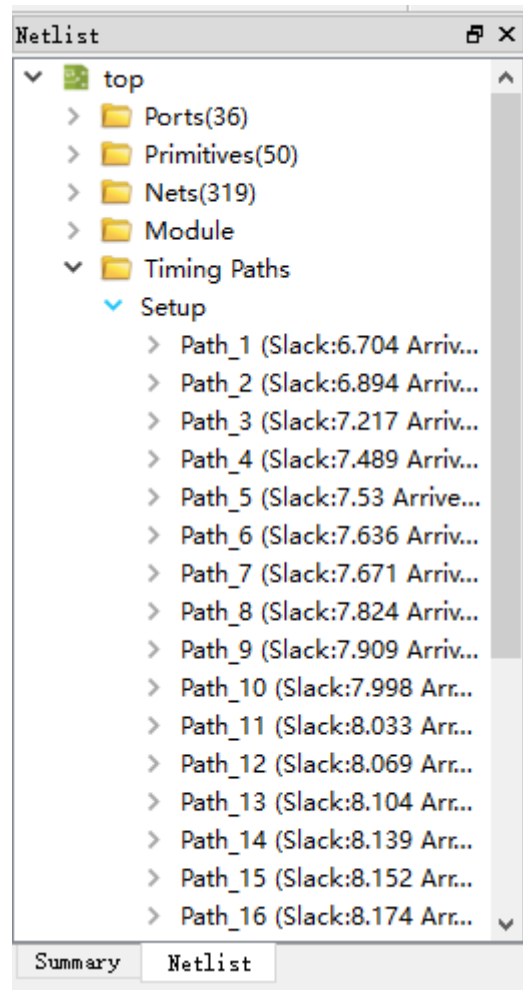 Netlist
top
Ports(36)
Primitives(50)
Nets(319)
Module
Timing Paths
Setup
Path_1 (Slack:6.704 Arriv...
Path_2 (Slack:6.894 Arriv...
Path_3 (Slack:7.217 Arriv...
Path_4 (Slack:7.489 Arriv...
Path_5 (Slack:7.53 Arrive...
Path_6 (Slack:7.636 Arriv...
Path_7 (Slack:7.671 Arriv...
Path_8 (Slack:7.824 Arriv...
Path_9 (Slack:7.909 Arriv...
Path_10 (Slack:7.998 Arr...
Path_11 (Slack:8.033 Arr...
Path_12 (Slack:8.069 Arr...
Path_13 (Slack:8.104 Arr...
Path_14 (Slack:8.139 Arr...
Path_15 (Slack:8.152 Arr...
Path_16 (Slack:8.174 Arr...
Summary Netlist